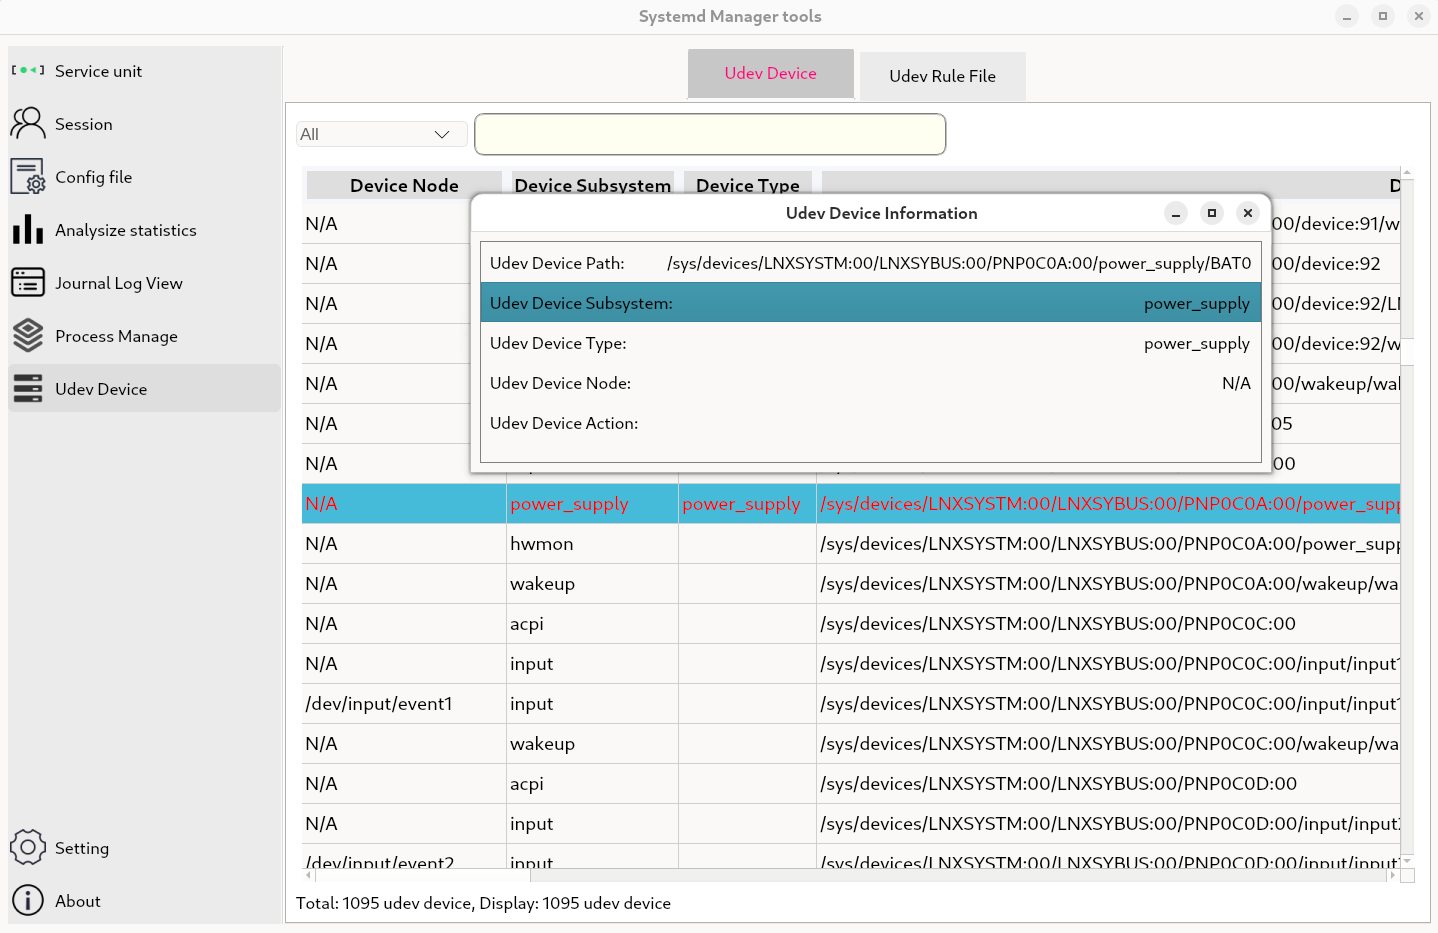 Systemd Manager tools
Service unit
Session
Config file
Analysize statistics
Journal Log View
Process Manage
Udev Device
Setting
About
Udev Device
Udev Rule File
All
Device Node Device Subsystem Device Type D
N/A 00/device:91/w
N/A 00/device:92
N/A 00/device:92/LN
N/A 00/device:92/w
N/A 00/wakeup/wak
N/A 05
N/A 00
N/A power_supply power_supply /sys/devices/LNXSYSTM:00/LNXSYBUS:00/PNP0C0A:00/power_supp
N/A hwmon /sys/devices/LNXSYSTM:00/LNXSYBUS:00/PNP0C0A:00/power_supp
N/A wakeup /sys/devices/LNXSYSTM:00/LNXSYBUS:00/PNP0C0A:00/wakeup/wa
N/A acpi /sys/devices/LNXSYSTM:00/LNXSYBUS:00/PNP0C0C:00
N/A input /sys/devices/LNXSYSTM:00/LNXSYBUS:00/PNP0C0C:00/input/input1
/dev/input/event1 input /sys/devices/LNXSYSTM:00/LNXSYBUS:00/PNP0C0C:00/input/input1
N/A wakeup /sys/devices/LNXSYSTM:00/LNXSYBUS:00/PNP0C0C:00/wakeup/wa
N/A acpi /sys/devices/LNXSYSTM:00/LNXSYBUS:00/PNP0C0D:00
N/A input /sys/devices/LNXSYSTM:00/LNXSYBUS:00/PNP0C0D:00/input/input2
/dev/input/event2 input /sys/devices/LNXSYSTM:00/LNXSYBUS:00/PNP0C0D:00/input/input2
Total: 1095 udev device, Display: 1095 udev device
Udev Device Information
Udev Device Path: /sys/devices/LNXSYSTM:00/LNXSYBUS:00/PNP0C0A:00/power_supply/BAT0
Udev Device Subsystem: power_supply
Udev Device Type: power_supply
Udev Device Node: N/A
Udev Device Action: